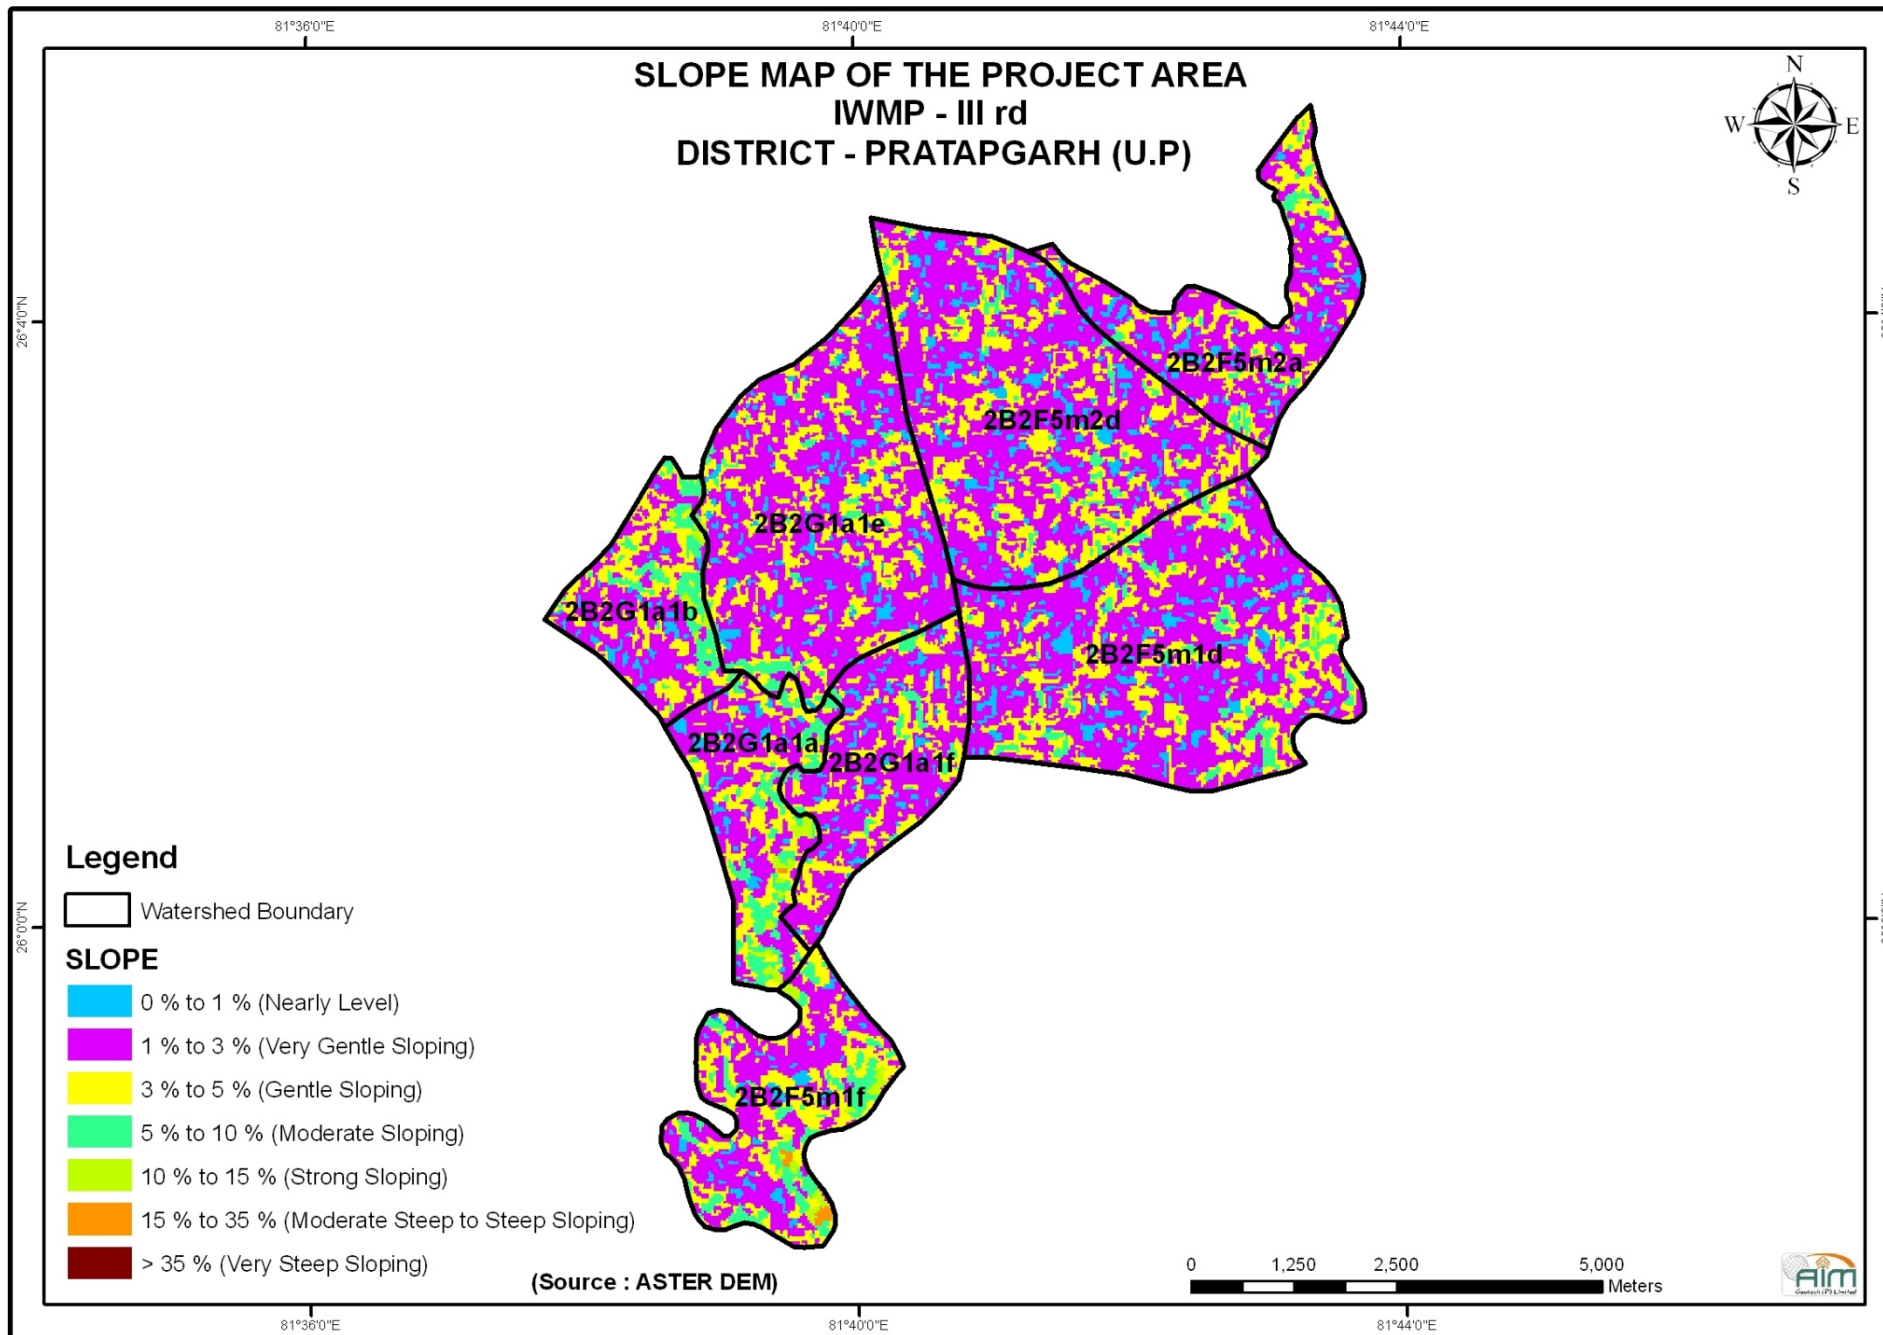 81°36'0"E
81°40'0"E
81°44'0"E
SLOPE MAP OF THE PROJECT AREA
IWMP - III rd
DISTRICT - PRATAPGARH (U.P)
N
W
E
S
26°4'0"N
2B2F5m2a
2B2F5m2d
2B2G1a1e
2B2G1a1b
2B2F5m1d
2B2G1a1a
2B2G1a1f
26°0'0"N
2B2F5m1f
Legend
Watershed Boundary
SLOPE
0 % to 1 % (Nearly Level)
1 % to 3 % (Very Gentle Sloping)
3 % to 5 % (Gentle Sloping)
5 % to 10 % (Moderate Sloping)
10 % to 15 % (Strong Sloping)
15 % to 35 % (Moderate Steep to Steep Sloping)
> 35 % (Very Steep Sloping)
(Source : ASTER DEM)
0 1,250 2,500 5,000
Meters
AIM
Geotech (P) Limited
81°36'0"E
81°40'0"E
81°44'0"E